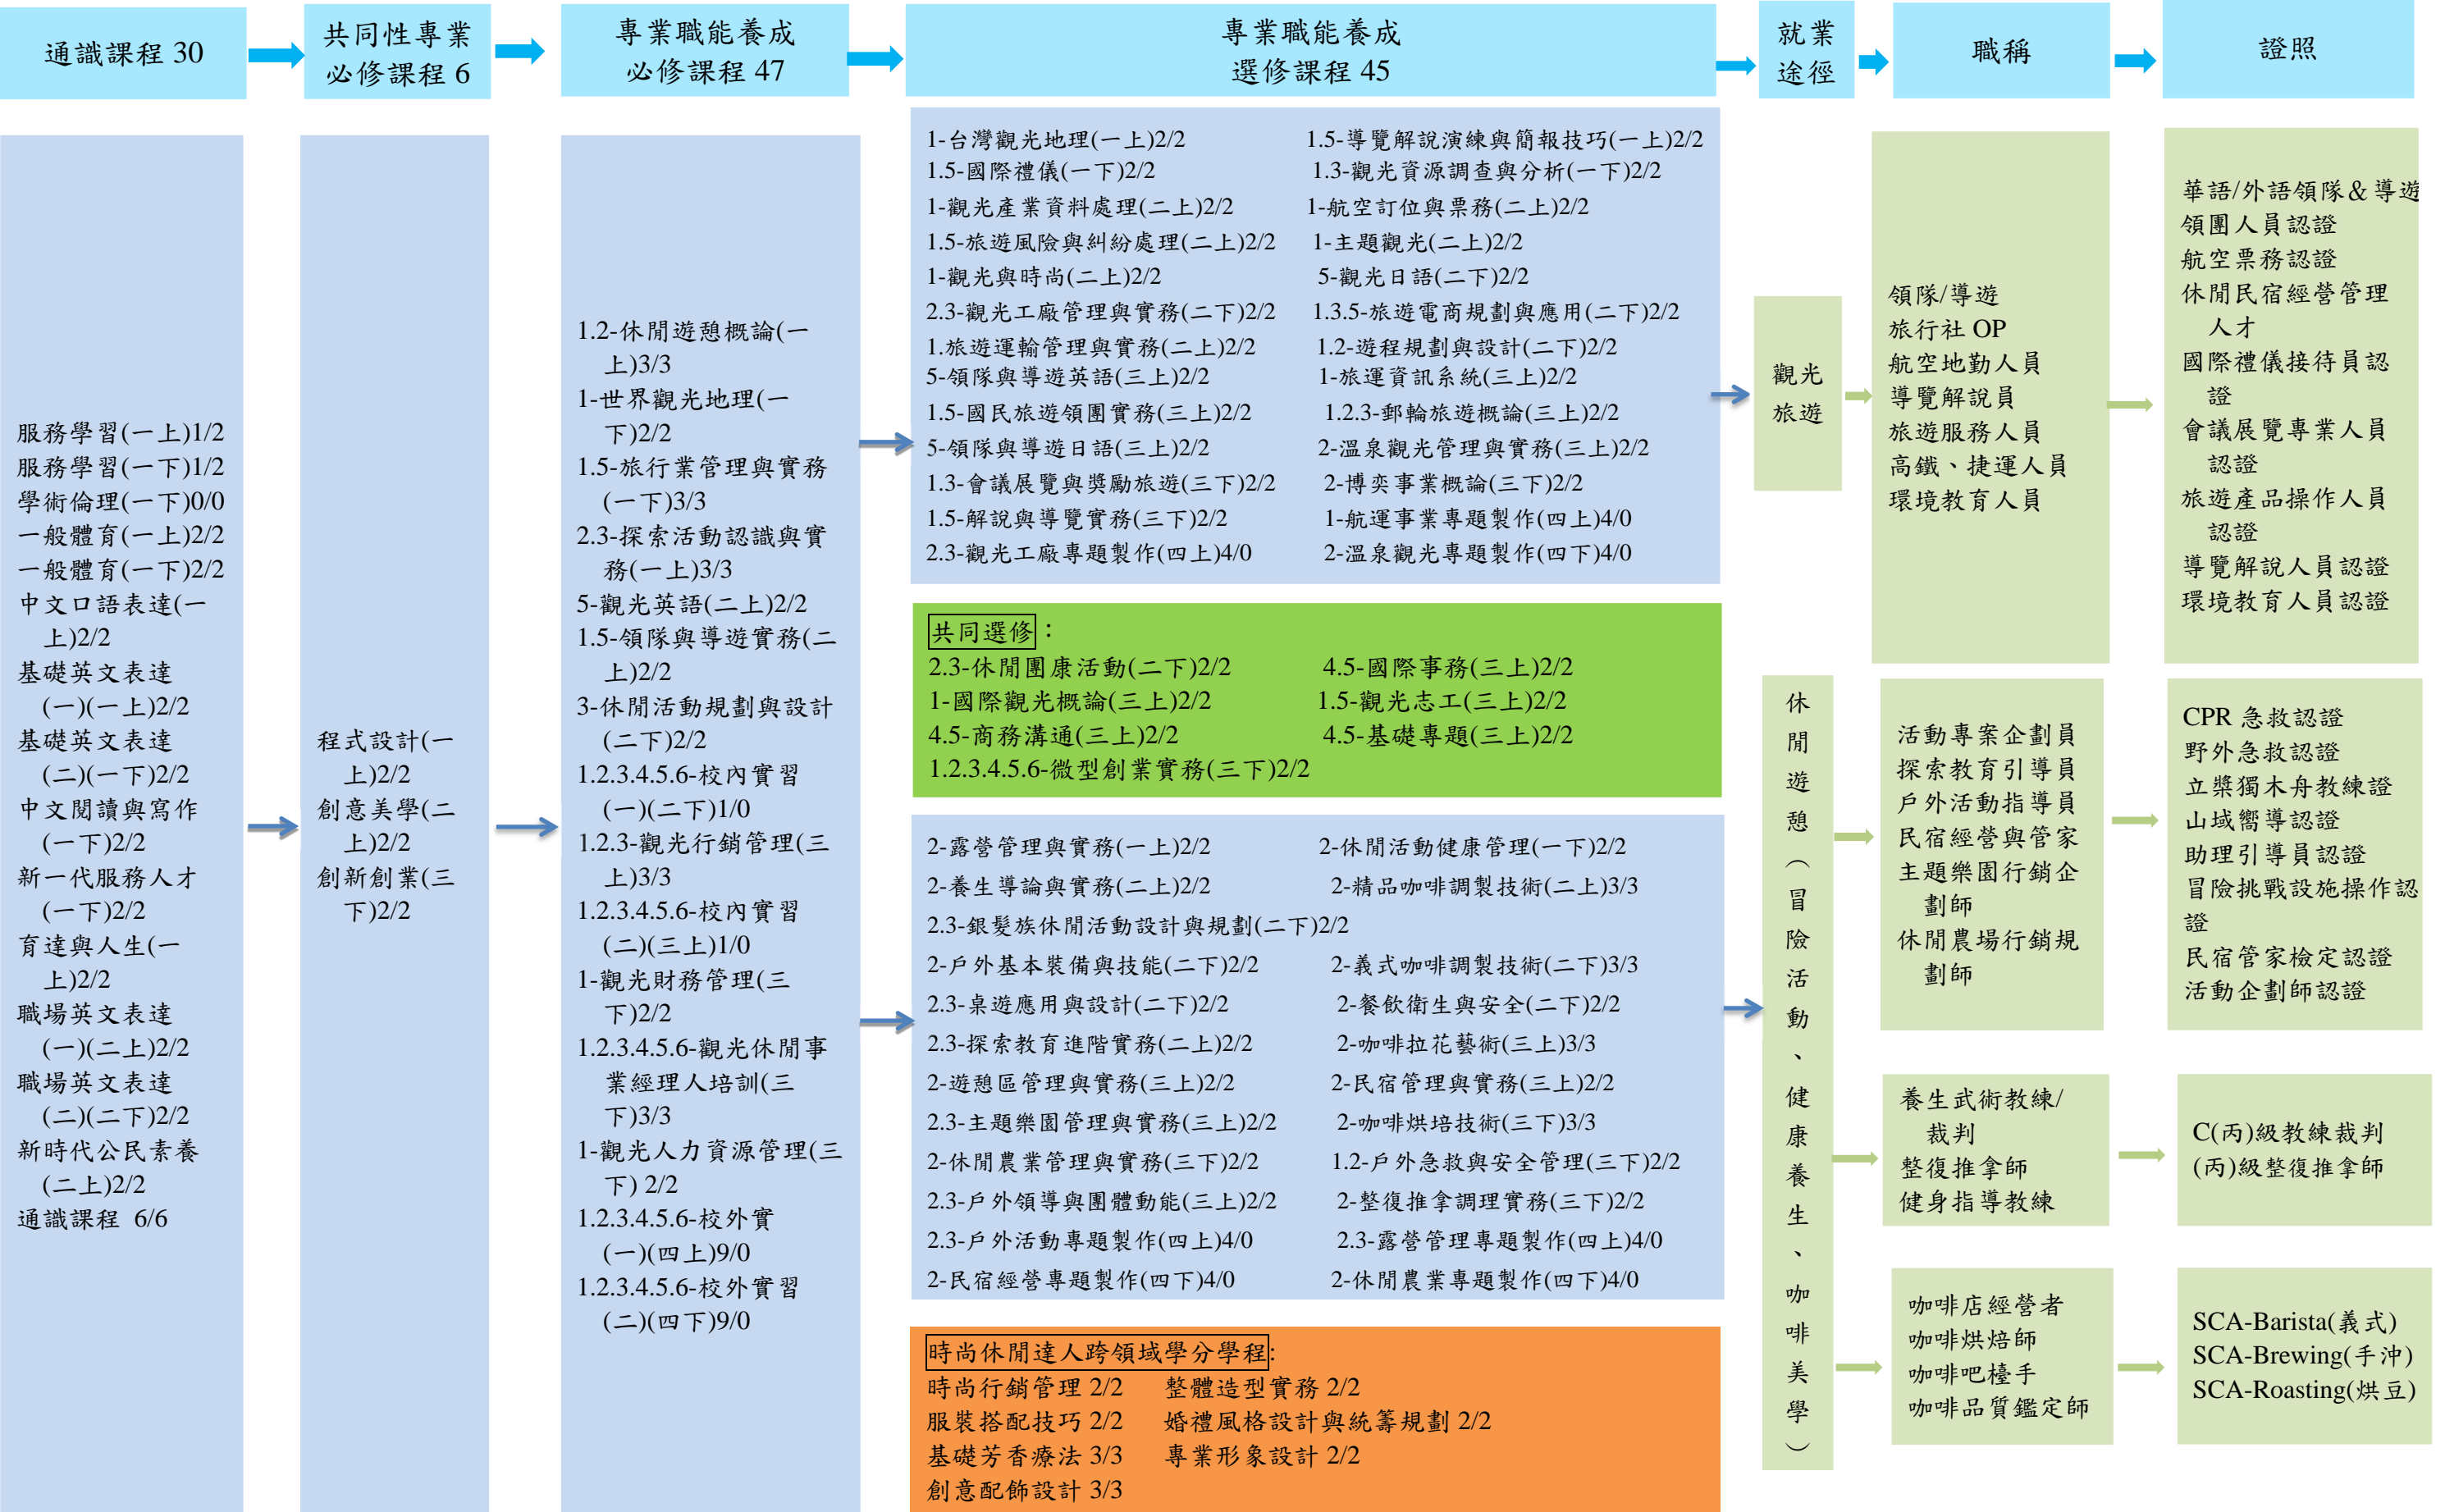 通識課程 30
共同性專業
必修課程 6
專業職能養成
必修課程 47
專業職能養成
選修課程 45
就業
途徑
職稱
證照
服務學習(一上)1/2
服務學習(一下)1/2
學術倫理(一下)0/0
一般體育(一上)2/2
一般體育(一下)2/2
中文口語表達(一
上)2/2
基礎英文表達
(一)(一上)2/2
基礎英文表達
(二)(一下)2/2
中文閱讀與寫作
(一下)2/2
新一代服務人才
(一下)2/2
育達與人生(一
上)2/2
職場英文表達
(一)(二上)2/2
職場英文表達
(二)(二下)2/2
新時代公民素養
(二上)2/2
通識課程 6/6
程式設計(一
上)2/2
創意美學(二
上)2/2
創新創業(三
下)2/2
1.2-休閒遊憩概論(一
上)3/3
1-世界觀光地理(一
下)2/2
1.5-旅行業管理與實務
(一下)3/3
2.3-探索活動認識與實
務(一上)3/3
5-觀光英語(二上)2/2
1.5-領隊與導遊實務(二
上)2/2
3-休閒活動規劃與設計
(二下)2/2
1.2.3.4.5.6-校內實習
(一)(二下)1/0
1.2.3-觀光行銷管理(三
上)3/3
1.2.3.4.5.6-校內實習
(二)(三上)1/0
1-觀光財務管理(三
下)2/2
1.2.3.4.5.6-觀光休閒事
業經理人培訓(三
下)3/3
1-觀光人力資源管理(三
下) 2/2
1.2.3.4.5.6-校外實
(一)(四上)9/0
1.2.3.4.5.6-校外實習
(二)(四下)9/0
1-台灣觀光地理(一上)2/2 1.5-導覽解說演練與簡報技巧(一上)2/2
1.5-國際禮儀(一下)2/2 1.3-觀光資源調查與分析(一下)2/2
1-觀光產業資料處理(二上)2/2 1-航空訂位與票務(二上)2/2
1.5-旅遊風險與糾紛處理(二上)2/2 1-主題觀光(二上)2/2
1-觀光與時尚(二上)2/2 5-觀光日語(二下)2/2
2.3-觀光工廠管理與實務(二下)2/2 1.3.5-旅遊電商規劃與應用(二下)2/2
1.旅遊運輸管理與實務(二上)2/2 1.2-遊程規劃與設計(二下)2/2
5-領隊與導遊英語(三上)2/2 1-旅運資訊系統(三上)2/2
1.5-國民旅遊領團實務(三上)2/2 1.2.3-郵輪旅遊概論(三上)2/2
5-領隊與導遊日語(三上)2/2 2-溫泉觀光管理與實務(三上)2/2
1.3-會議展覽與獎勵旅遊(三下)2/2 2-博奕事業概論(三下)2/2
1.5-解說與導覽實務(三下)2/2 1-航運事業專題製作(四上)4/0
2.3-觀光工廠專題製作(四上)4/0 2-溫泉觀光專題製作(四下)4/0
共同選修：
2.3-休閒團康活動(二下)2/2 4.5-國際事務(三上)2/2
1-國際觀光概論(三上)2/2 1.5-觀光志工(三上)2/2
4.5-商務溝通(三上)2/2 4.5-基礎專題(三上)2/2
1.2.3.4.5.6-微型創業實務(三下)2/2
2-露營管理與實務(一上)2/2 2-休閒活動健康管理(一下)2/2
2-養生導論與實務(二上)2/2 2-精品咖啡調製技術(二上)3/3
2.3-銀髮族休閒活動設計與規劃(二下)2/2
2-戶外基本裝備與技能(二下)2/2 2-義式咖啡調製技術(二下)3/3
2.3-桌遊應用與設計(二下)2/2 2-餐飲衛生與安全(二下)2/2
2.3-探索教育進階實務(二上)2/2 2-咖啡拉花藝術(三上)3/3
2-遊憩區管理與實務(三上)2/2 2-民宿管理與實務(三上)2/2
2.3-主題樂園管理與實務(三上)2/2 2-咖啡烘培技術(三下)3/3
2-休閒農業管理與實務(三下)2/2 1.2-戶外急救與安全管理(三下)2/2
2.3-戶外領導與團體動能(三上)2/2 2-整復推拿調理實務(三下)2/2
2.3-戶外活動專題製作(四上)4/0 2.3-露營管理專題製作(四上)4/0
2-民宿經營專題製作(四下)4/0 2-休閒農業專題製作(四下)4/0
時尚休閒達人跨領域學分學程:
時尚行銷管理 2/2 整體造型實務 2/2
服裝搭配技巧 2/2 婚禮風格設計與統籌規劃 2/2
基礎芳香療法 3/3 專業形象設計 2/2
創意配飾設計 3/3
觀光
旅遊
領隊/導遊
旅行社 OP
航空地勤人員
導覽解說員
旅遊服務人員
高鐵、捷運人員
環境教育人員
華語/外語領隊＆導遊
領團人員認證
航空票務認證
休閒民宿經營管理
人才
國際禮儀接待員認
證
會議展覽專業人員
認證
旅遊產品操作人員
認證
導覽解說人員認證
環境教育人員認證
休閒遊憩（冒險活動、健康養生、咖啡美學）
活動專案企劃員
探索教育引導員
戶外活動指導員
民宿經營與管家
主題樂園行銷企
劃師
休閒農場行銷規
劃師
CPR 急救認證
野外急救認證
立槳獨木舟教練證
山域嚮導認證
助理引導員認證
冒險挑戰設施操作認
證
民宿管家檢定認證
活動企劃師認證
養生武術教練/
裁判
整復推拿師
健身指導教練
C(丙)級教練裁判
(丙)級整復推拿師
咖啡店經營者
咖啡烘焙師
咖啡吧檯手
咖啡品質鑑定師
SCA-Barista(義式)
SCA-Brewing(手沖)
SCA-Roasting(烘豆)